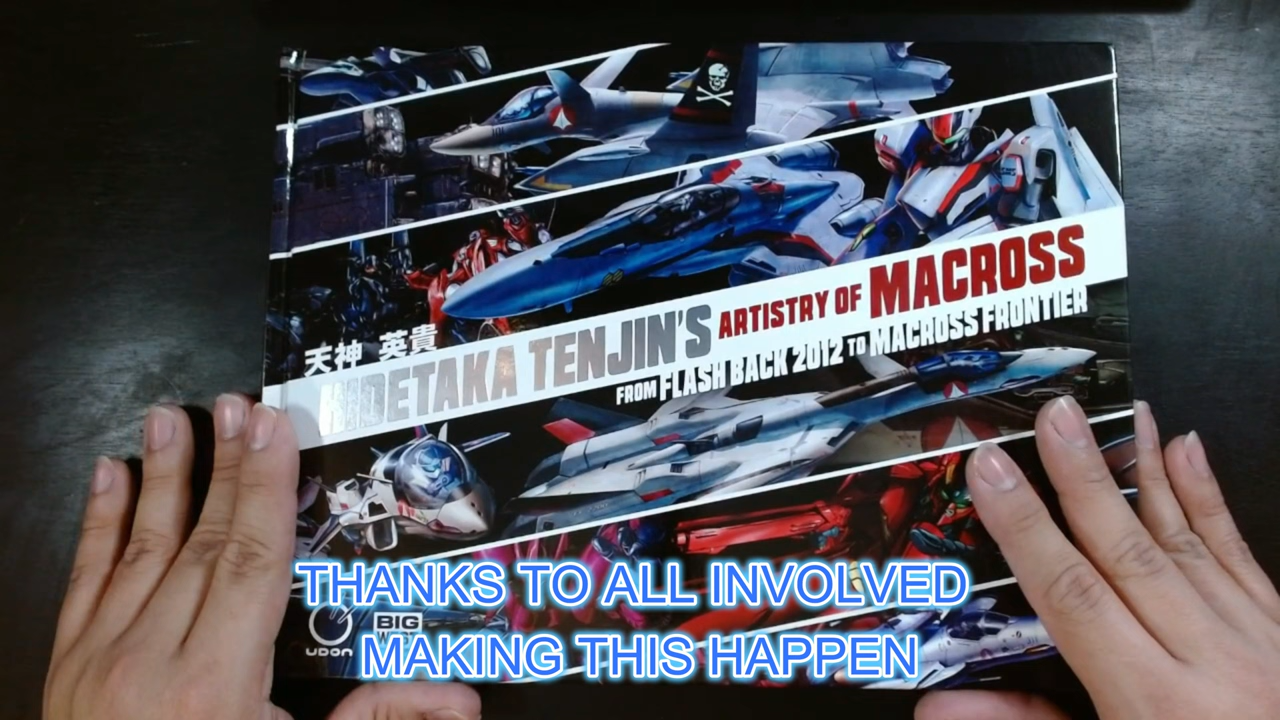 天神 英貴
HIDETAKA TENJIN'S ARTISTRY OF MACROSS
FROM FLASH BACK 2012 TO MACROSS FRONTIER
THANKS TO ALL INVOLVED
MAKING THIS HAPPEN
UDON
BIG
WEST